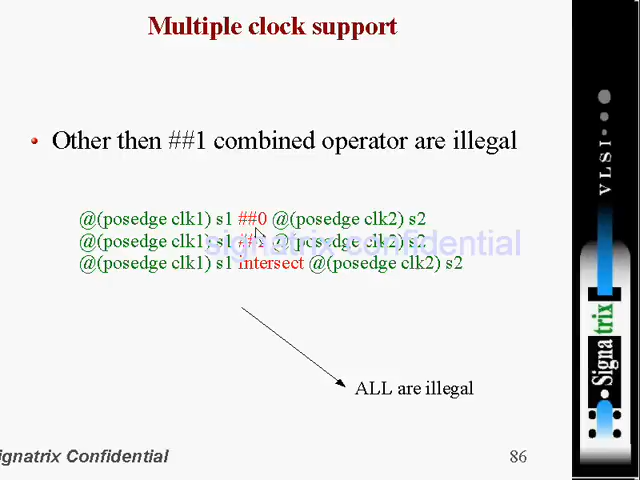 Multiple clock support
Other then ##1 combined operator are illegal
@(posedge clk1) s1 ##0 @(posedge clk2) s2
@(posedge clk1) s1 @(posedge clk2) s2
signatrix confidential
@(posedge clk1) s1 intersect @(posedge clk2) s2
ALL are illegal
ignatrix Confidential
86
VLSI
Signatrix